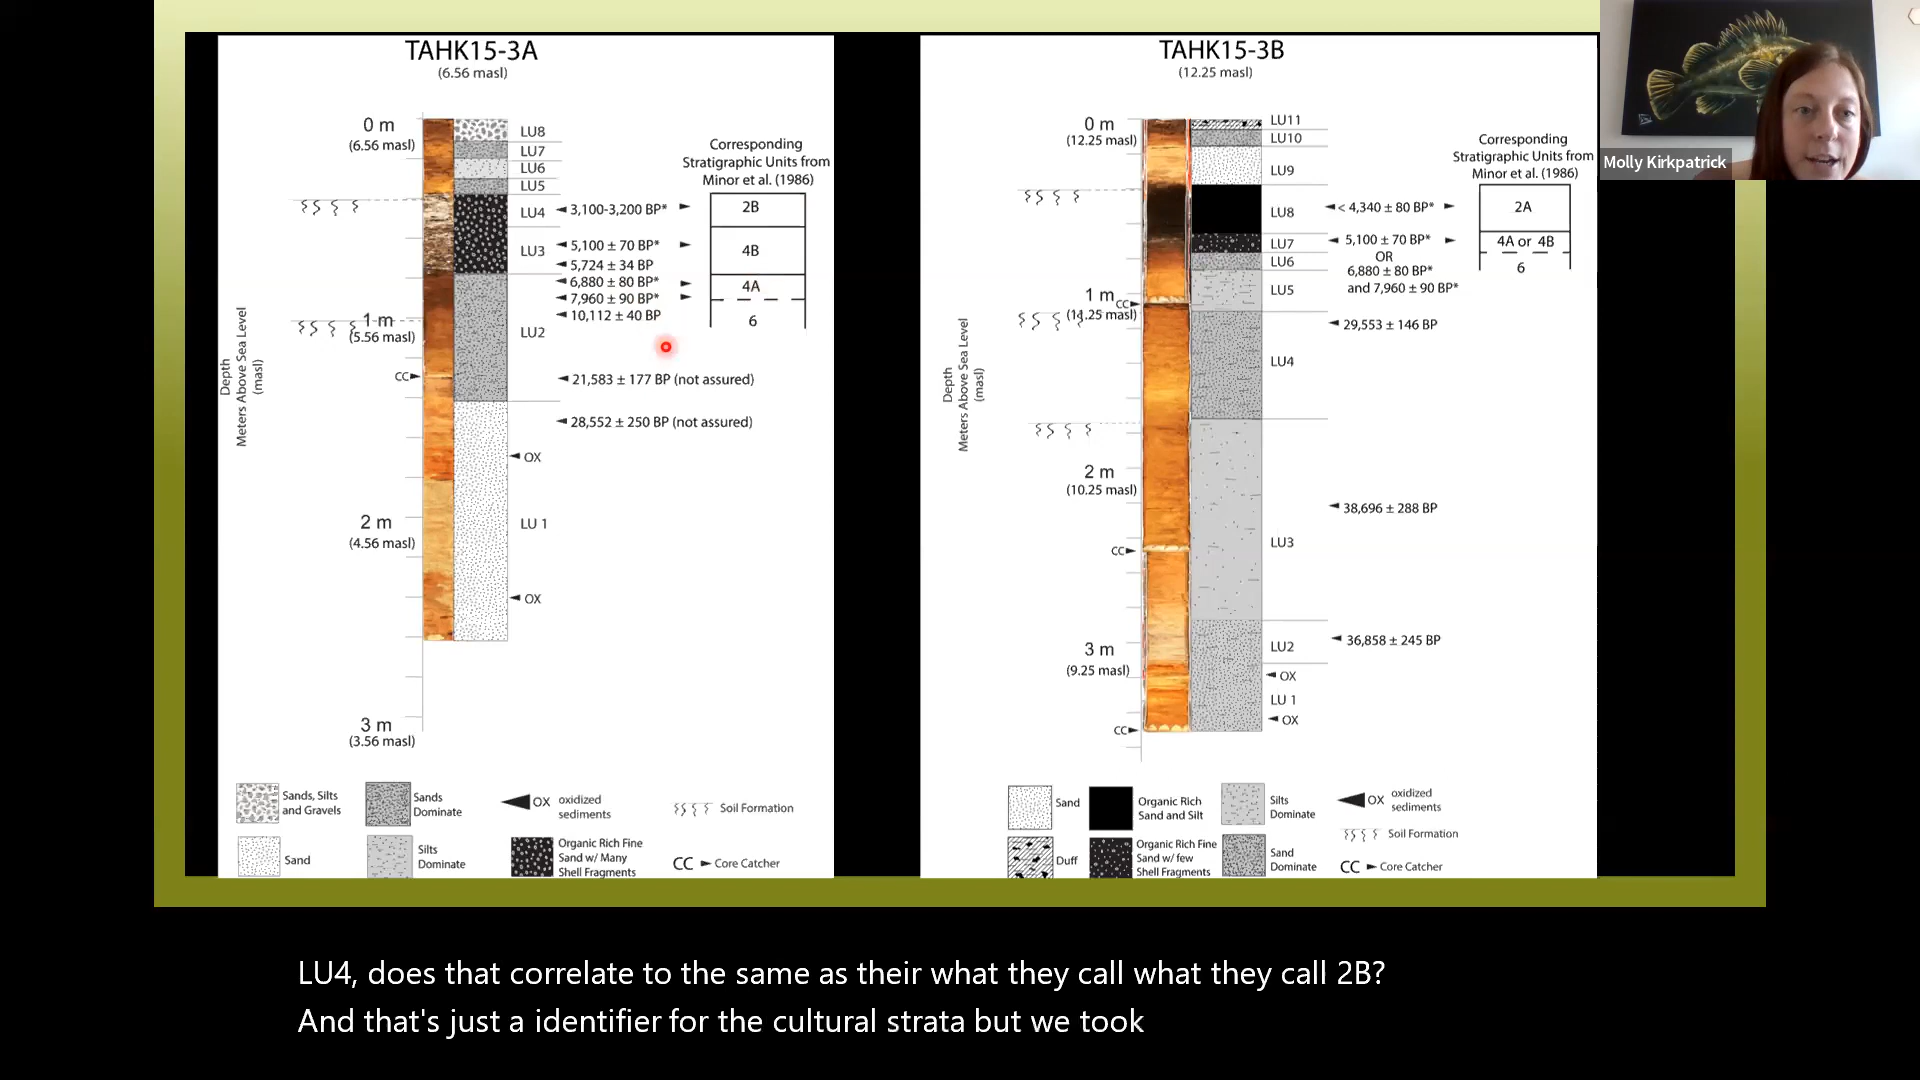 TAHK15-3A
(6.56 masl)
0 m
(6.56 masl)
1 m
(5.56 masl)
CC
2 m
(4.56 masl)
3 m
(3.56 masl)
Depth
Meters Above Sea Level
(masl)
LU8
LU7
LU6
LU5
LU4
LU3
LU2
OX
LU 1
OX
3,100-3,200 BP*
5,100 ± 70 BP*
5,724 ± 34 BP
6,880 ± 80 BP*
7,960 ± 90 BP*
10,112 ± 40 BP
21,583 ± 177 BP (not assured)
28,552 ± 250 BP (not assured)
Corresponding
Stratigraphic Units from
Minor et al. (1986)
2B
4B
4A
6
Sands, Silts
and Gravels
Sands
Dominate
OX oxidized
sediments
Soil Formation
Sand
Silts
Dominate
Organic Rich Fine
Sand w/ Many
Shell Fragments
CC Core Catcher
TAHK15-3B
(12.25 masl)
0 m
(12.25 masl)
1 m
CC
(11.25 masl)
2 m
(10.25 masl)
CC
3 m
(9.25 masl)
CC
Depth
Meters Above Sea Level
(masl)
LU11
LU10
LU9
LU8
LU7
LU6
LU5
LU4
LU3
LU2
OX
LU 1
OX
< 4,340 ± 80 BP*
5,100 ± 70 BP*
OR
6,880 ± 80 BP*
and 7,960 ± 90 BP*
29,553 ± 146 BP
38,696 ± 288 BP
36,858 ± 245 BP
Corresponding
Stratigraphic Units from
Minor et al. (1986)
2A
4A or 4B
6
Sand
Organic Rich
Sand and Silt
Silts
Dominate
OX oxidized
sediments
Soil Formation
Duff
Organic Rich Fine
Sand w/ few
Shell Fragments
Sand
Dominate
CC Core Catcher
Molly Kirkpatrick
LU4, does that correlate to the same as their what they call what they call 2B?
And that's just a identifier for the cultural strata but we took